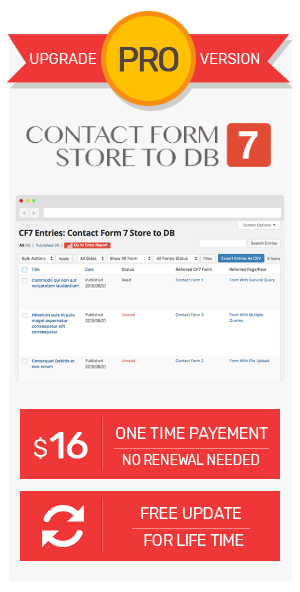 UPGRADE PRO VERSION
CONTACT FORM 7
STORE TO DB
Screen Options ▾
CF7 Entries: Contact Form 7 Store to DB
All (4) | Published (4) | Go to Entry Report
Search Entries
Bulk Actions Apply All dates Show All Form All Forms Status Filter Export Entries As CSV 4 items
Title Date Status Referred CF7 Form Referred Page/Post
Commodo qui non aut Published Read Contact Form 1 Form With General Query
voluptatem laudantium 2018/08/21
Nesciunt quis et quia Published Unread Contact Form 3 Form With Multiple
magni aspernatur 2018/08/21 Queries
consequatur elit
consequatur
Consequat Debitis et Published Unread Contact Form 2 Form With File Upload
non rerum 2018/08/21
$16 ONE TIME PAYEMENT
NO RENEWAL NEEDED
FREE UPDATE
FOR LIFE TIME